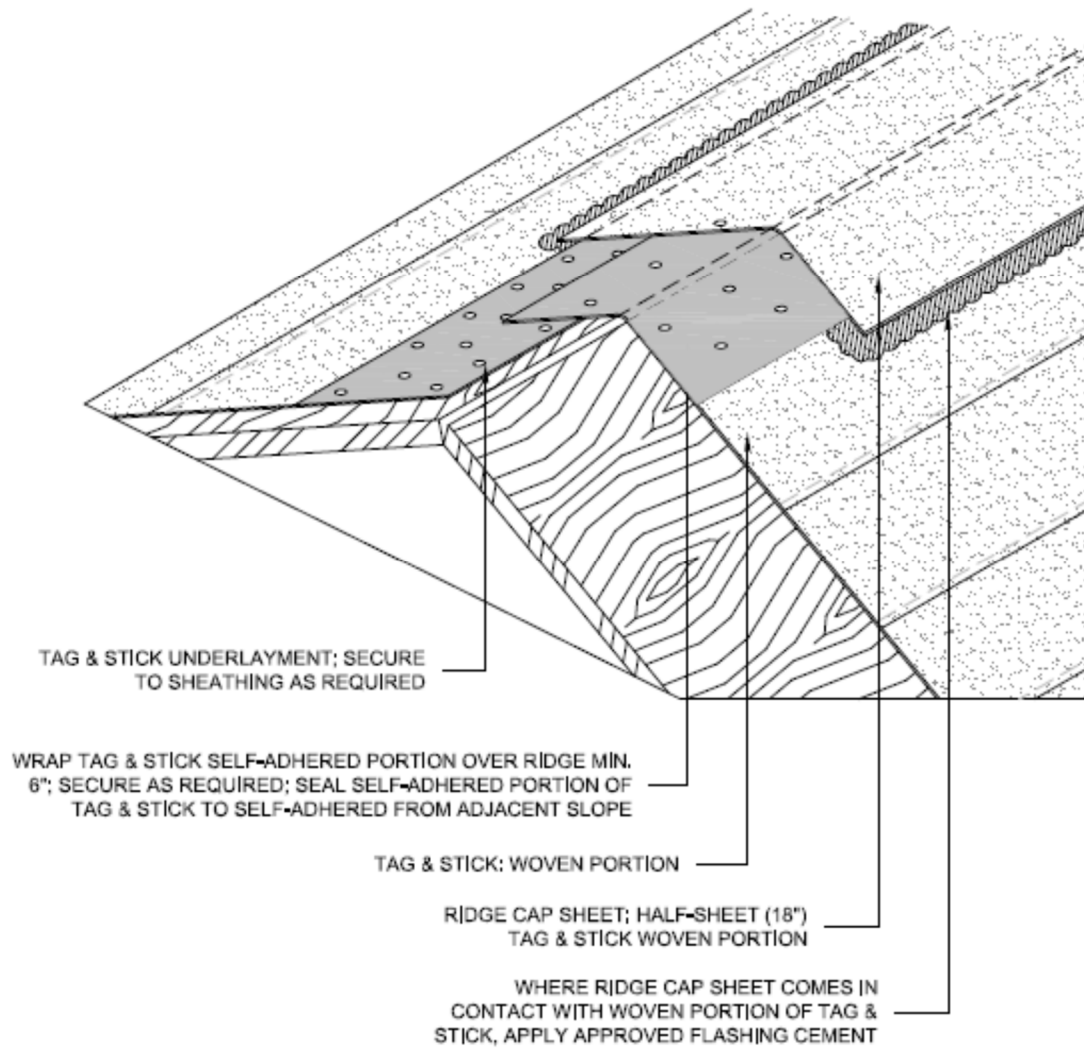 TAG & STICK UNDERLAYMENT; SECURE
TO SHEATHING AS REQUIRED
WRAP TAG & STICK SELF-ADHERED PORTION OVER RIDGE MIN.
6"; SECURE AS REQUIRED; SEAL SELF-ADHERED PORTION OF
TAG & STICK TO SELF-ADHERED FROM ADJACENT SLOPE
TAG & STICK: WOVEN PORTION
RIDGE CAP SHEET; HALF-SHEET (18")
TAG & STICK WOVEN PORTION
WHERE RIDGE CAP SHEET COMES IN
CONTACT WITH WOVEN PORTION OF TAG &
STICK, APPLY APPROVED FLASHING CEMENT